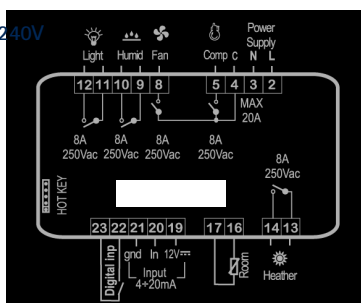 240V
Power
Supply
Light Humid Fan Comp C N L
12 11 10 9 8 5 4 3 2
MAX
20A
8A 8A 8A 8A
250Vac 250Vac 250Vac 250Vac
8A
250Vac
HOT KEY
23 22 21 20 19 17 16 14 13
Digital inp
gnd In 12V
Input
4÷20mA
Room
Heather